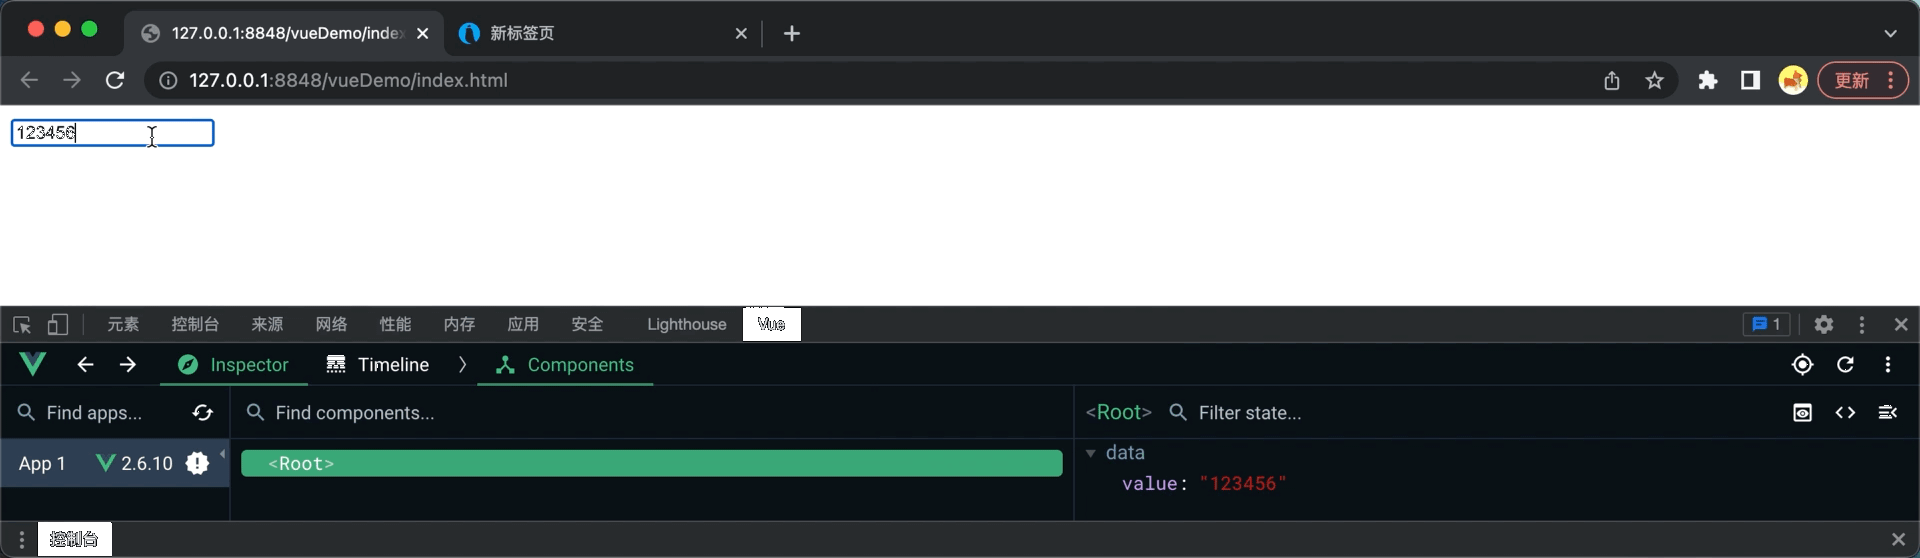 127.0.0.1:8848/vueDemo/inde
新标签页
127.0.0.1:8848/vueDemo/index.html
更新
123456
元素 控制台 来源 网络 性能 内存 应用 安全 Lighthouse Vue 1
Inspector Timeline Components
Find apps... Find components... <Root> Filter state...
App 1 2.6.10 <Root> data
value: "123456"
控制台